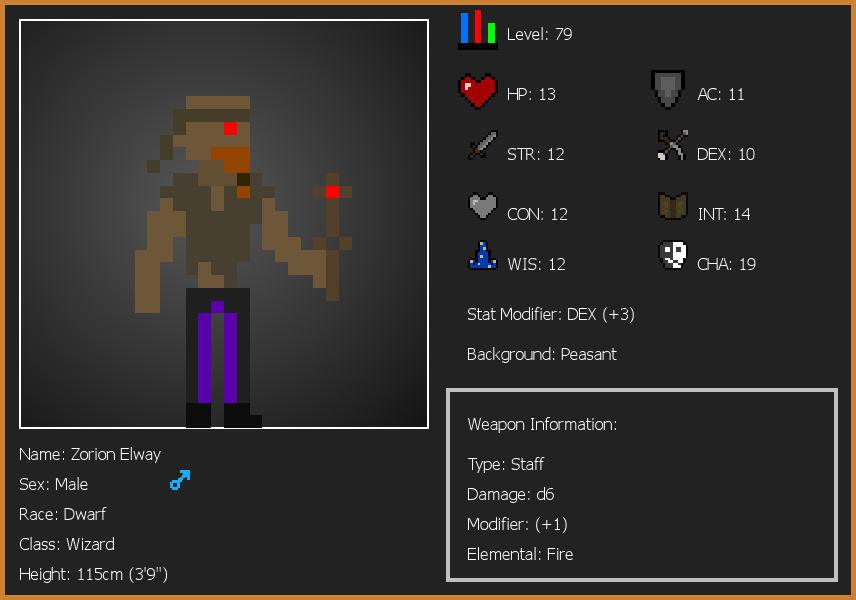 Level: 79
HP: 13
AC: 11
STR: 12
DEX: 10
CON: 12
INT: 14
WIS: 12
CHA: 19
Stat Modifier: DEX (+3)
Background: Peasant
Weapon Information:
Type: Staff
Damage: d6
Modifier: (+1)
Elemental: Fire
Name: Zorion Elway
Sex: Male
Race: Dwarf
Class: Wizard
Height: 115cm (3'9")